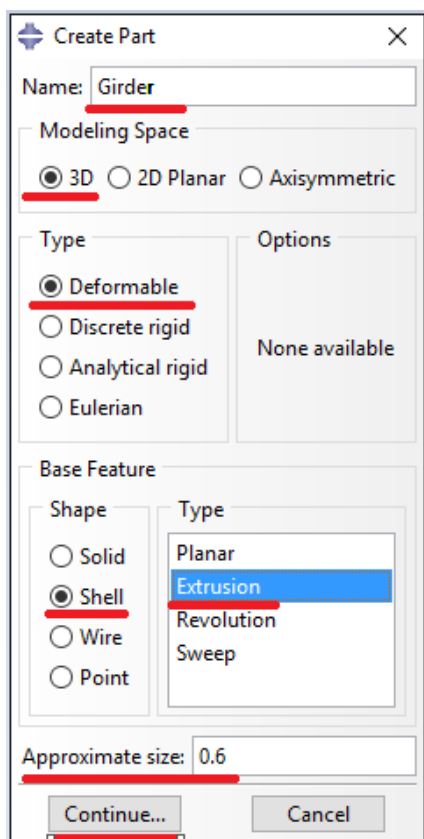 Create Part
Name: Girder
Modeling Space
3D 2D Planar Axisymmetric
Type
Deformable
Discrete rigid
Analytical rigid
Eulerian
Options
None available
Base Feature
Shape
Solid
Shell
Wire
Point
Type
Planar
Extrusion
Revolution
Sweep
Approximate size: 0.6
Continue... Cancel